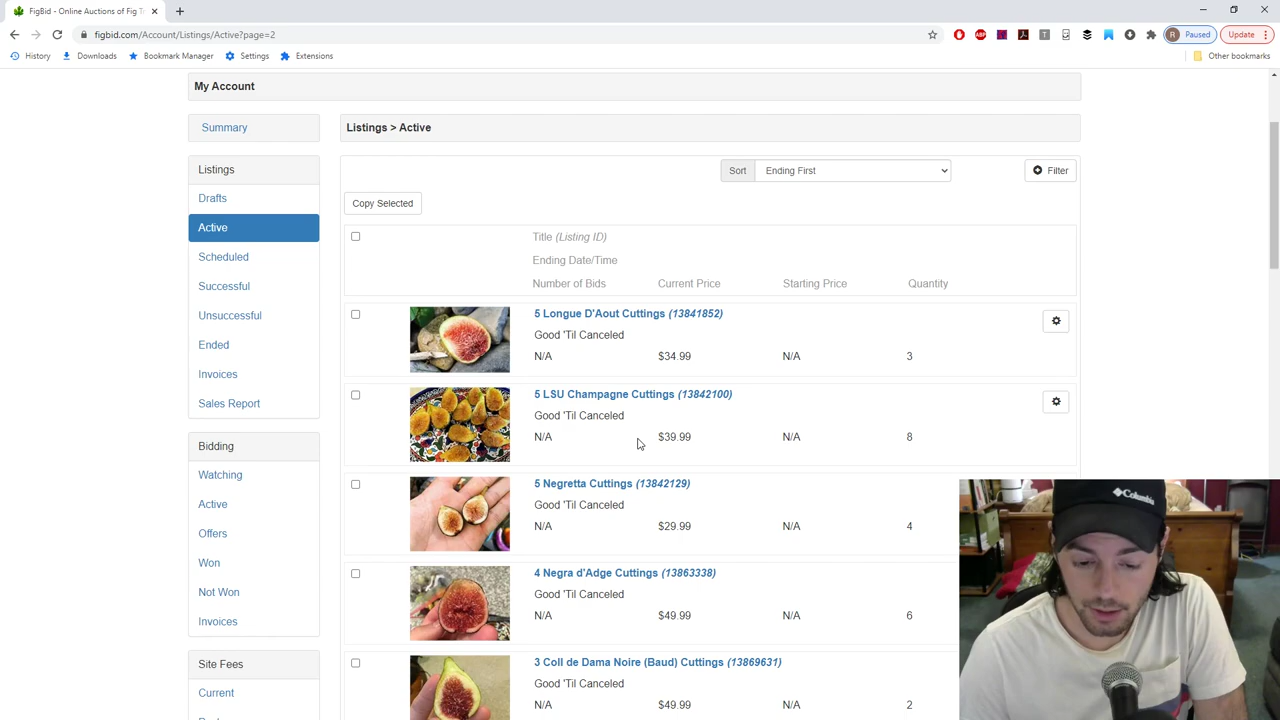 FigBid - Online Auctions of Fig T
figbid.com/Account/Listings/Active?page=2
Paused
Update
History
Downloads
Bookmark Manager
Settings
Extensions
Other bookmarks
My Account
Summary
Listings > Active
Listings
Sort
Ending First
Filter
Drafts
Copy Selected
Active
Title (Listing ID)
Scheduled
Ending Date/Time
Number of Bids
Current Price
Starting Price
Quantity
Successful
5 Longue D'Aout Cuttings (13841852)
Unsuccessful
Good 'Til Canceled
Ended
N/A
$34.99
N/A
3
Invoices
5 LSU Champagne Cuttings (13842100)
Sales Report
Good 'Til Canceled
N/A
$39.99
N/A
8
Bidding
Watching
5 Negretta Cuttings (13842129)
Active
Good 'Til Canceled
Offers
N/A
$29.99
N/A
4
Won
4 Negra d'Adge Cuttings (13863338)
Not Won
Good 'Til Canceled
Invoices
N/A
$49.99
N/A
6
Site Fees
3 Coll de Dama Noire (Baud) Cuttings (13869631)
Good 'Til Canceled
Current
N/A
$49.99
N/A
2
Columbia